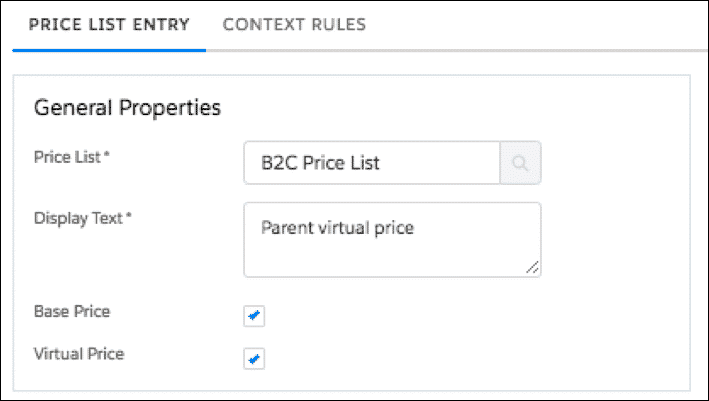 PRICE LIST ENTRY CONTEXT RULES
General Properties
Price List* B2C Price List
Display Text* Parent virtual price
Base Price
Virtual Price